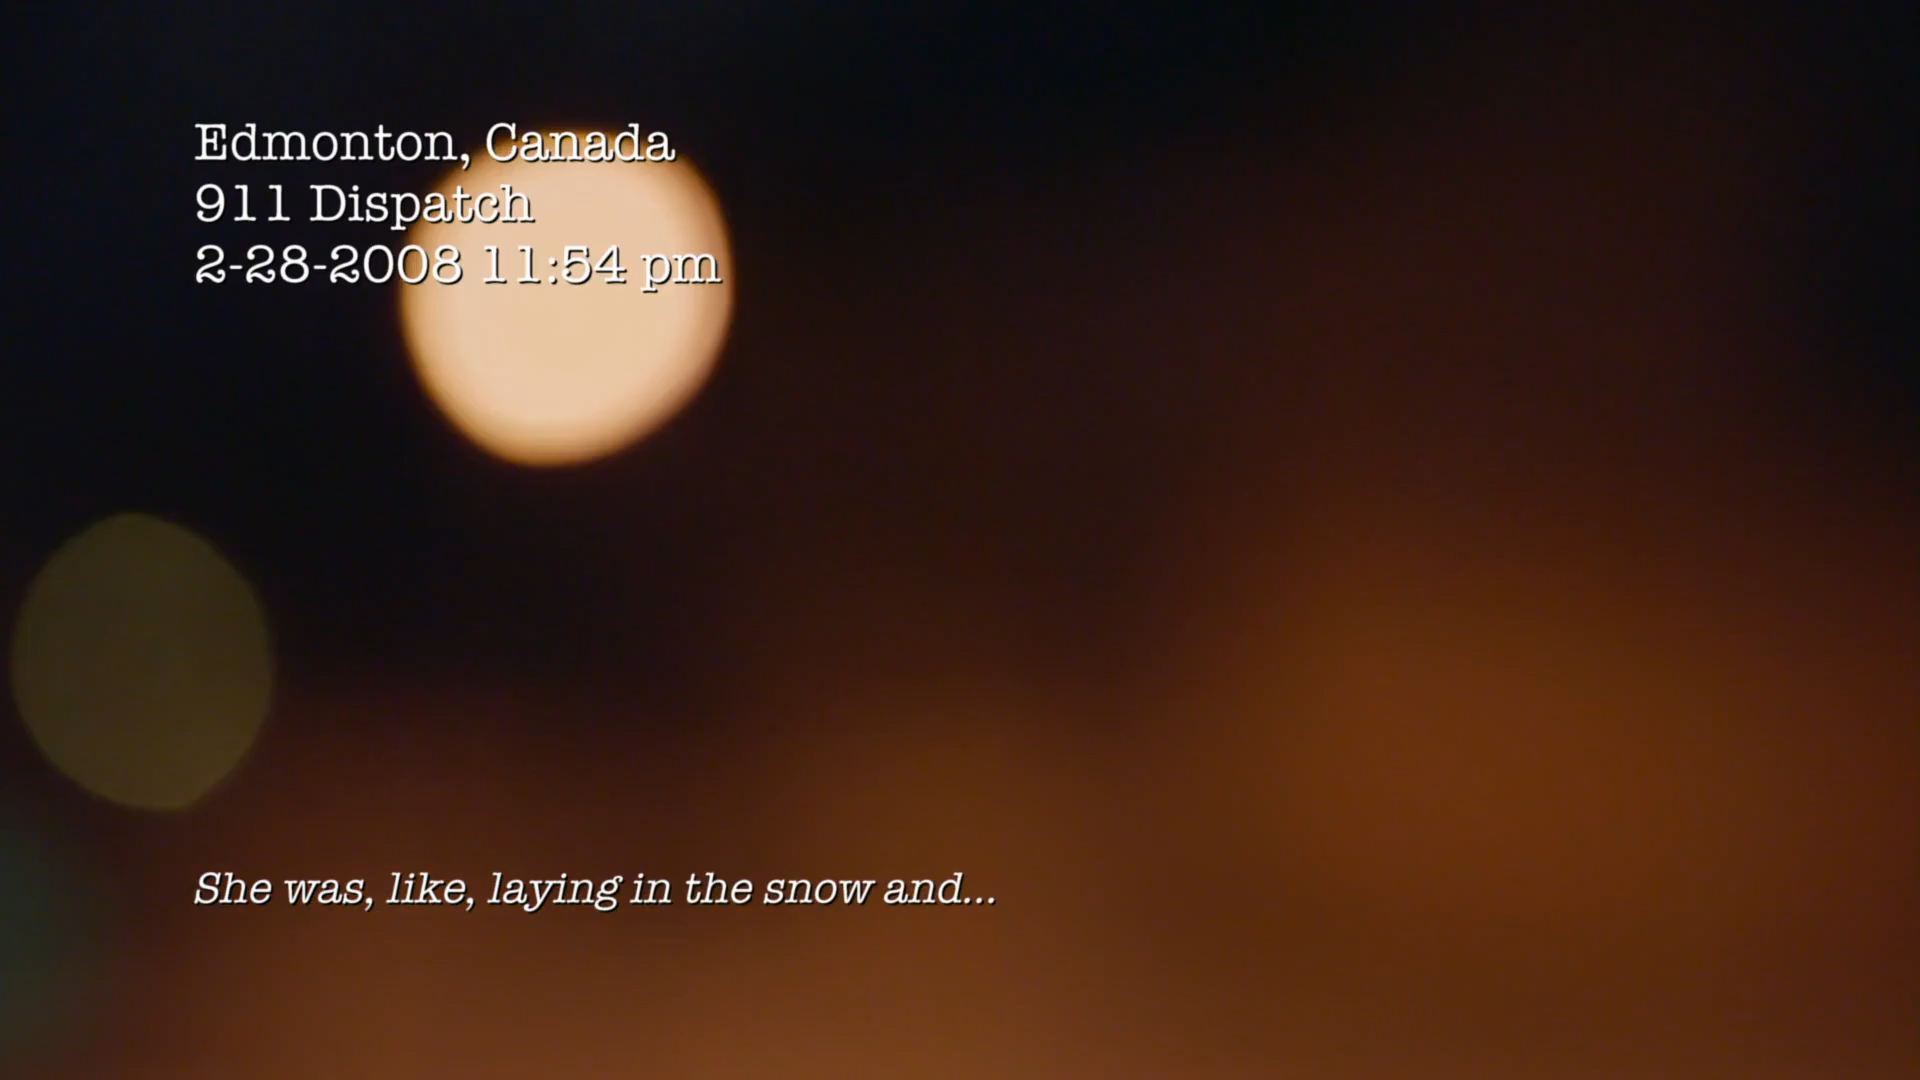 Edmonton, Canada
911 Dispatch
2-28-2008 11:54 pm
She was, like, laying in the snow and...